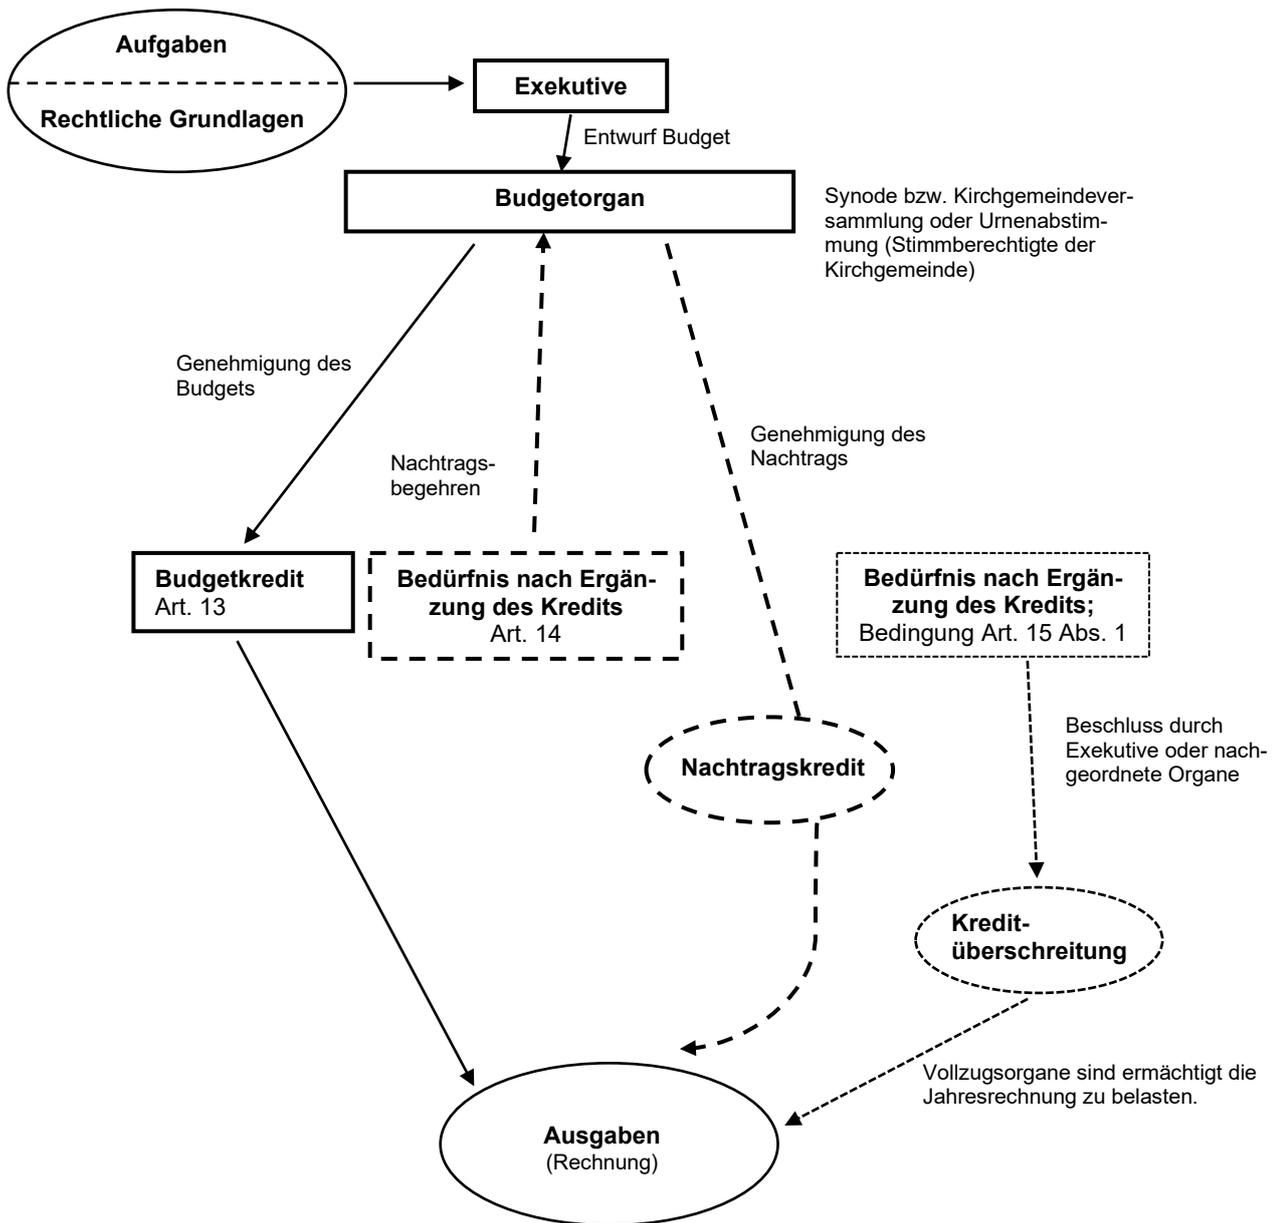 Aufgaben
Rechtliche Grundlagen
Exekutive
Entwurf Budget
Budgetorgan
Synode bzw. Kirchgemeindever-
sammlung oder Urnenabstim-
mung (Stimmberechtigte der
Kirchgemeinde)
Genehmigung des
Budgets
Nachtrags-
begehren
Genehmigung des
Nachtrags
Budgetkredit
Art. 13
Bedürfnis nach Ergän-
zung des Kredits
Art. 14
Bedürfnis nach Ergän-
zung des Kredits;
Bedingung Art. 15 Abs. 1
Beschluss durch
Exekutive oder nach-
geordnete Organe
Nachtragskredit
Kredit-
überschreitung
Vollzugsorgane sind ermächtigt die
Jahresrechnung zu belasten.
Ausgaben
(Rechnung)